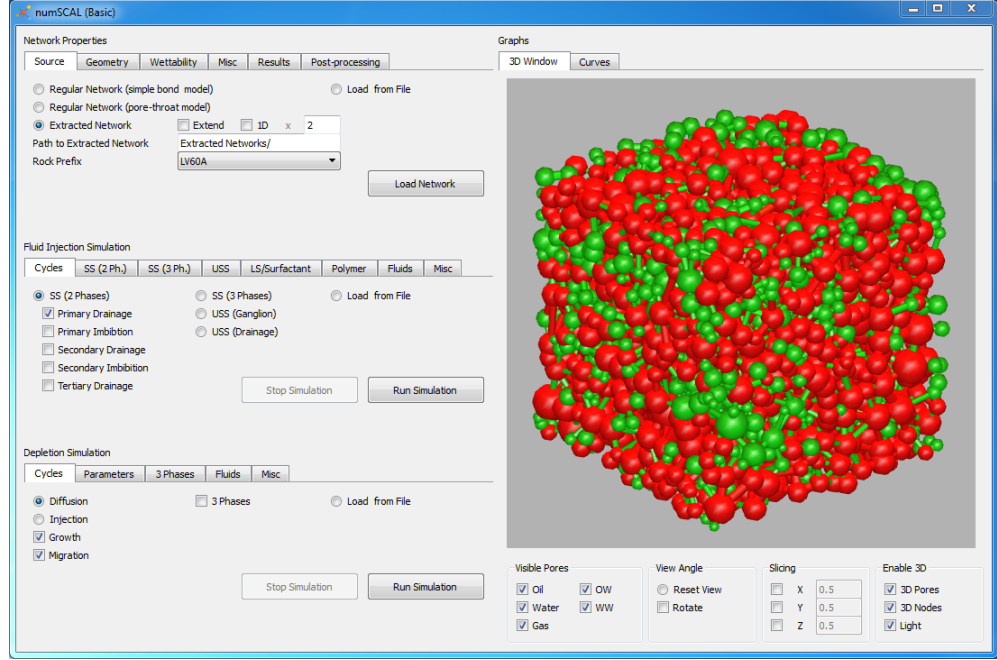 numSCAL (Basic)
Network Properties
Source Geometry Wettability Misc Results Post-processing
Regular Network (simple bond model) Load from File
Regular Network (pore-throat model)
Extracted Network Extend 1D x 2
Path to Extracted Network Extracted Networks/
Rock Prefix LV60A
Load Network
Fluid Injection Simulation
Cycles SS (2 Ph.) SS (3 Ph.) USS LS/Surfactant Polymer Fluids Misc
SS (2 Phases) SS (3 Phases) Load from File
Primary Drainage USS (Ganglion)
Primary Imbibtion USS (Drainage)
Secondary Drainage
Secondary Imbibition
Tertiary Drainage
Stop Simulation Run Simulation
Depletion Simulation
Cycles Parameters 3 Phases Fluids Misc
Diffusion 3 Phases Load from File
Injection
Growth
Migration
Stop Simulation Run Simulation
Graphs
3D Window Curves
Visible Pores View Angle Slicing Enable 3D
Oil OW Reset View X 0.5 3D Pores
Water WW Rotate Y 0.5 3D Nodes
Gas Z 0.5 Light